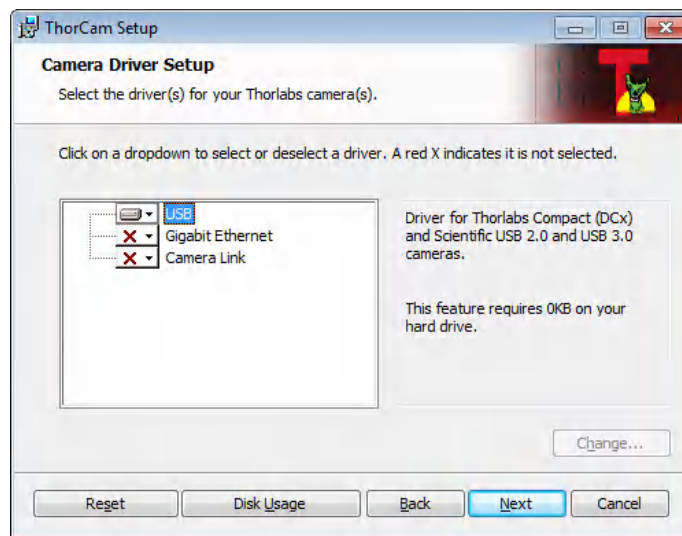 ThorCam Setup
Camera Driver Setup
Select the driver(s) for your Thorlabs camera(s).
Click on a dropdown to select or deselect a driver. A red X indicates it is not selected.
USB
Gigabit Ethernet
Camera Link
Driver for Thorlabs Compact (DCx)
and Scientific USB 2.0 and USB 3.0
cameras.
This feature requires 0KB on your
hard drive.
Change...
Reset Disk Usage Back Next Cancel